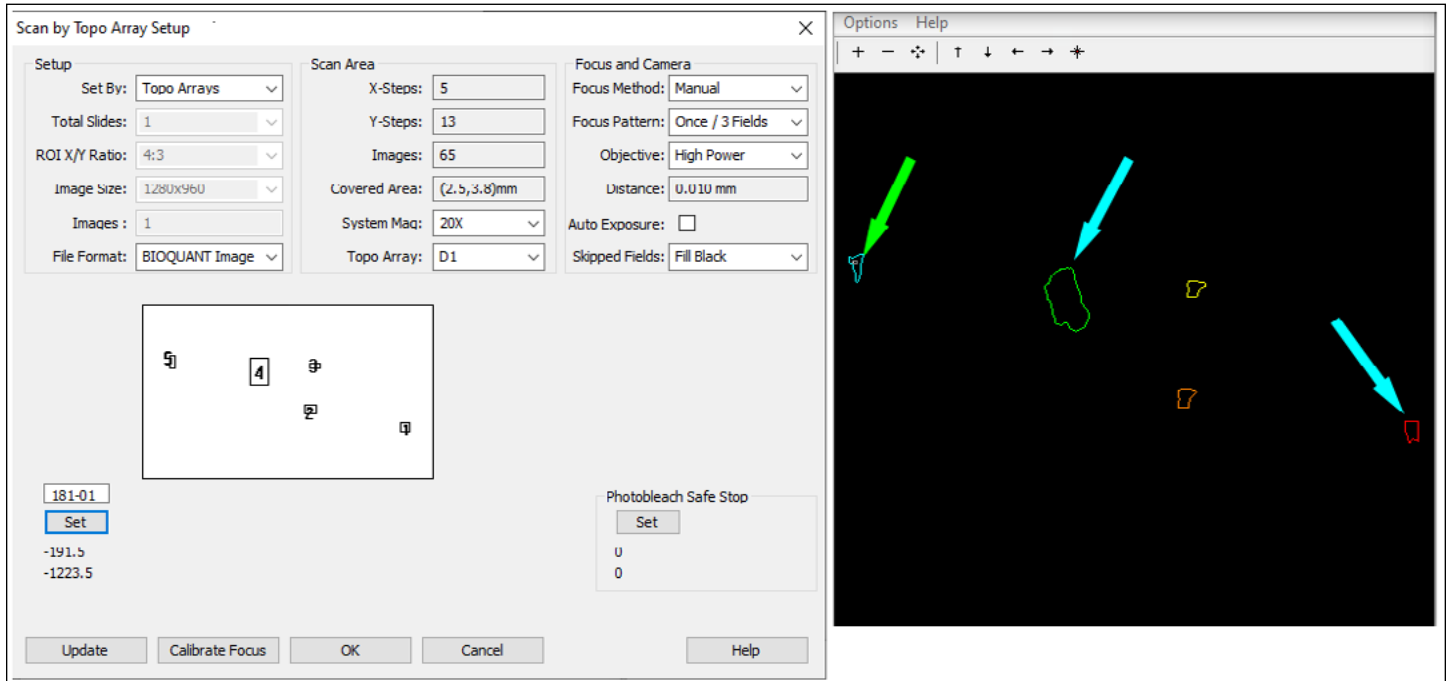 Scan by Topo Array Setup
Setup
Set By: Topo Arrays
Total Slides: 1
ROI X/Y Ratio: 4:3
Image Size: 1280x960
Images : 1
File Format: BIOQUANT Image
Scan Area
X-Steps: 5
Y-Steps: 13
Images: 65
Covered Area: (2.5,3.8)mm
System Mag: 20X
Topo Array: D1
Focus and Camera
Focus Method: Manual
Focus Pattern: Once / 3 Fields
Objective: High Power
Distance: 0.010 mm
Auto Exposure:
Skipped Fields: Fill Black
5
4
3
2
1
181-01
Set
-191.5
-1223.5
Photobleach Safe Stop
Set
0
0
Update
Calibrate Focus
OK
Cancel
Help
Options Help